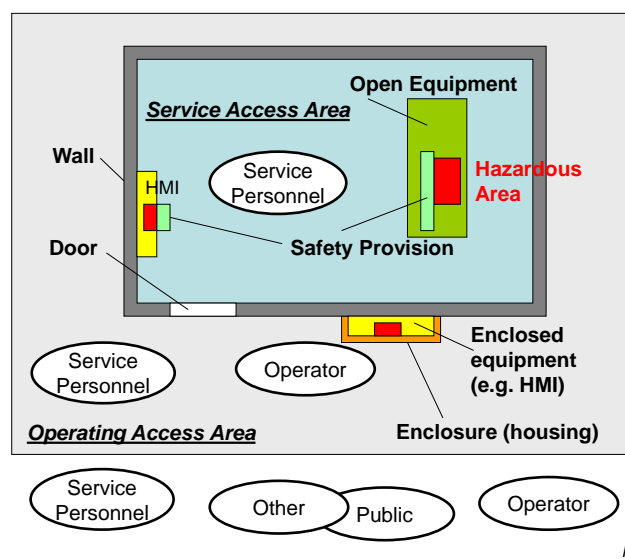 Open Equipment
Service Access Area
Wall
HMI
Service
Personnel
Hazardous
Area
Safety Provision
Door
Enclosed
equipment
(e.g. HMI)
Service
Personnel
Operator
Operating Access Area
Enclosure (housing)
Service
Personnel
Other
Public
Operator